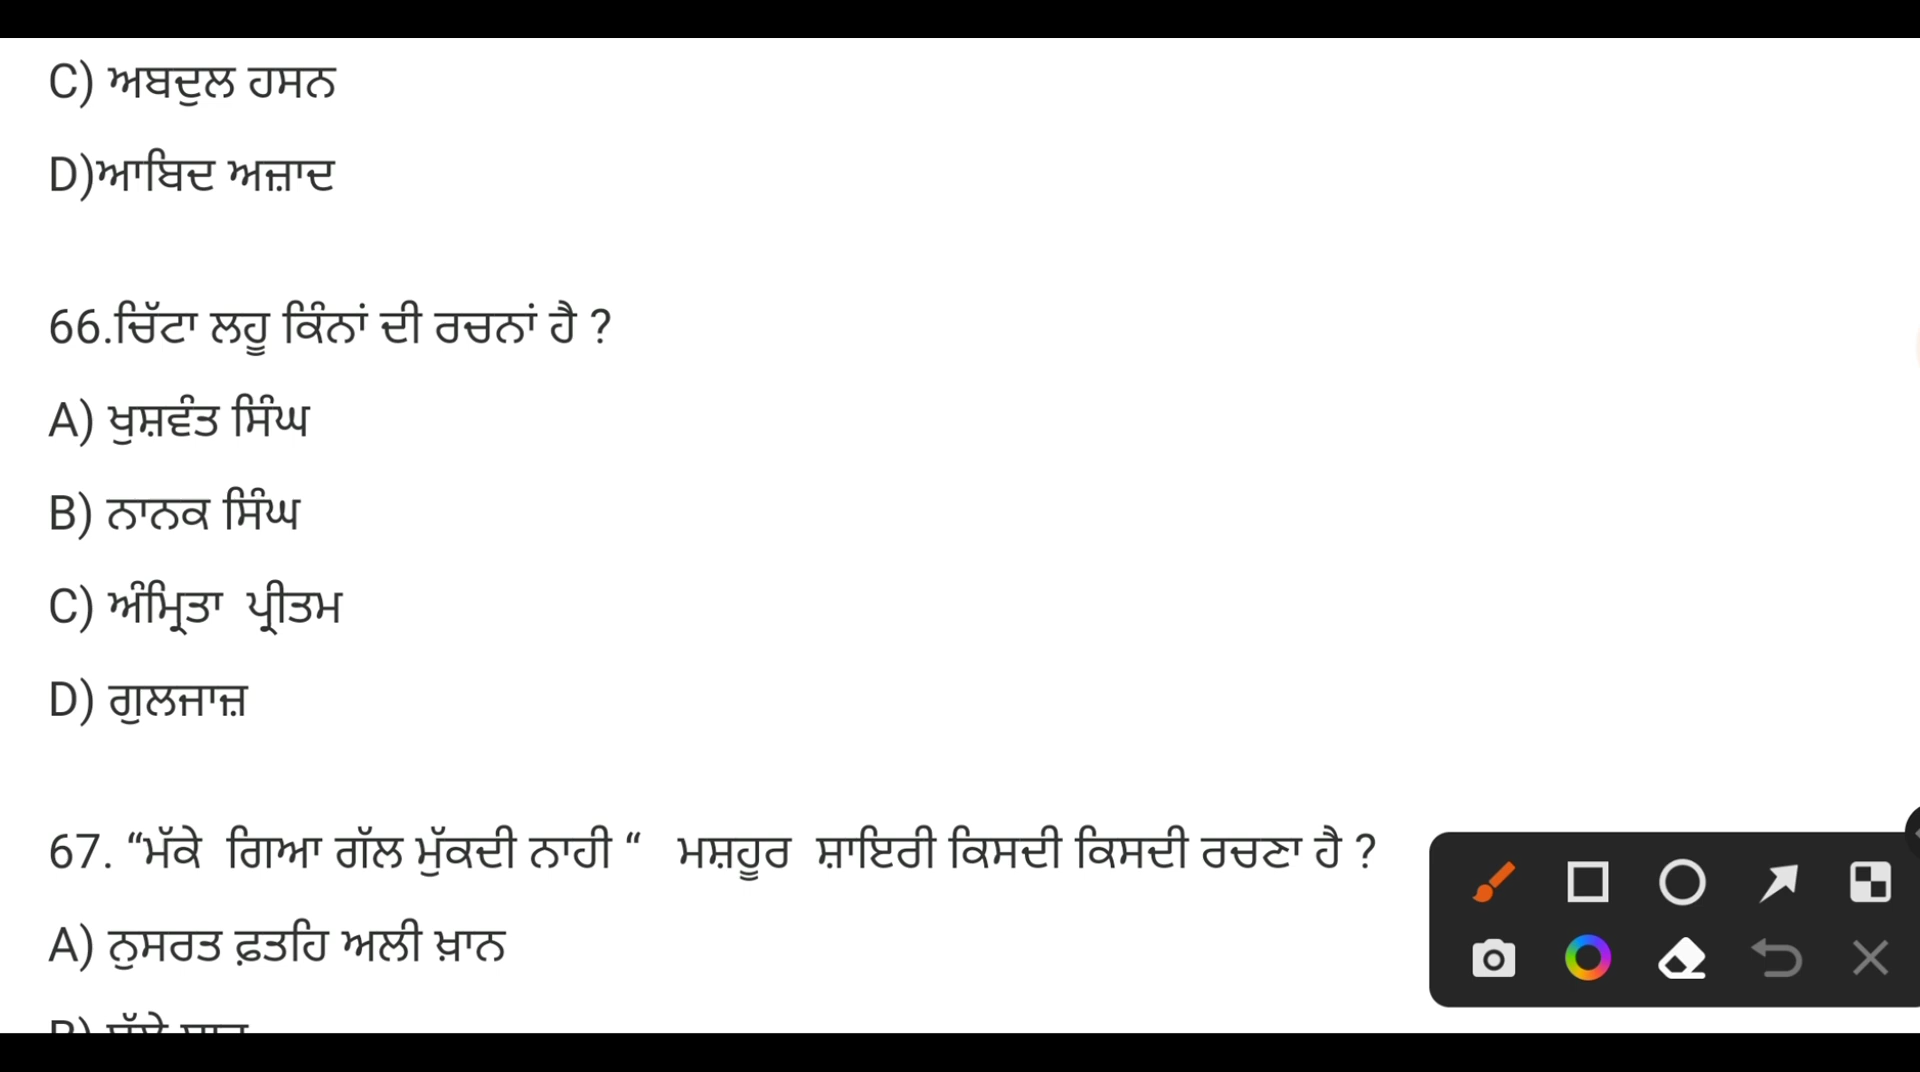 C) ਅਬਦੁਲ ਹਸਨ
D)ਆਬਿਦ ਅਜ਼ਾਦ
66.ਚਿੱਟਾ ਲਹੂ ਕਿੰਨਾਂ ਦੀ ਰਚਨਾਂ ਹੈ ?
A) ਖੁਸ਼ਵੰਤ ਸਿੰਘ
B) ਨਾਨਕ ਸਿੰਘ
C) ਅੰਮ੍ਰਿਤਾ ਪ੍ਰੀਤਮ
D) ਗੁਲਜਾਜ਼
67. “ਮੱਕੇ ਗਿਆ ਗੱਲ ਮੁੱਕਦੀ ਨਾਹੀ “ ਮਸ਼ਹੂਰ ਸ਼ਾਇਰੀ ਕਿਸਦੀ ਕਿਸਦੀ ਰਚਣਾ ਹੈ ?
A) ਨੁਸਰਤ ਫ਼ਤਹਿ ਅਲੀ ਖ਼ਾਨ
B)